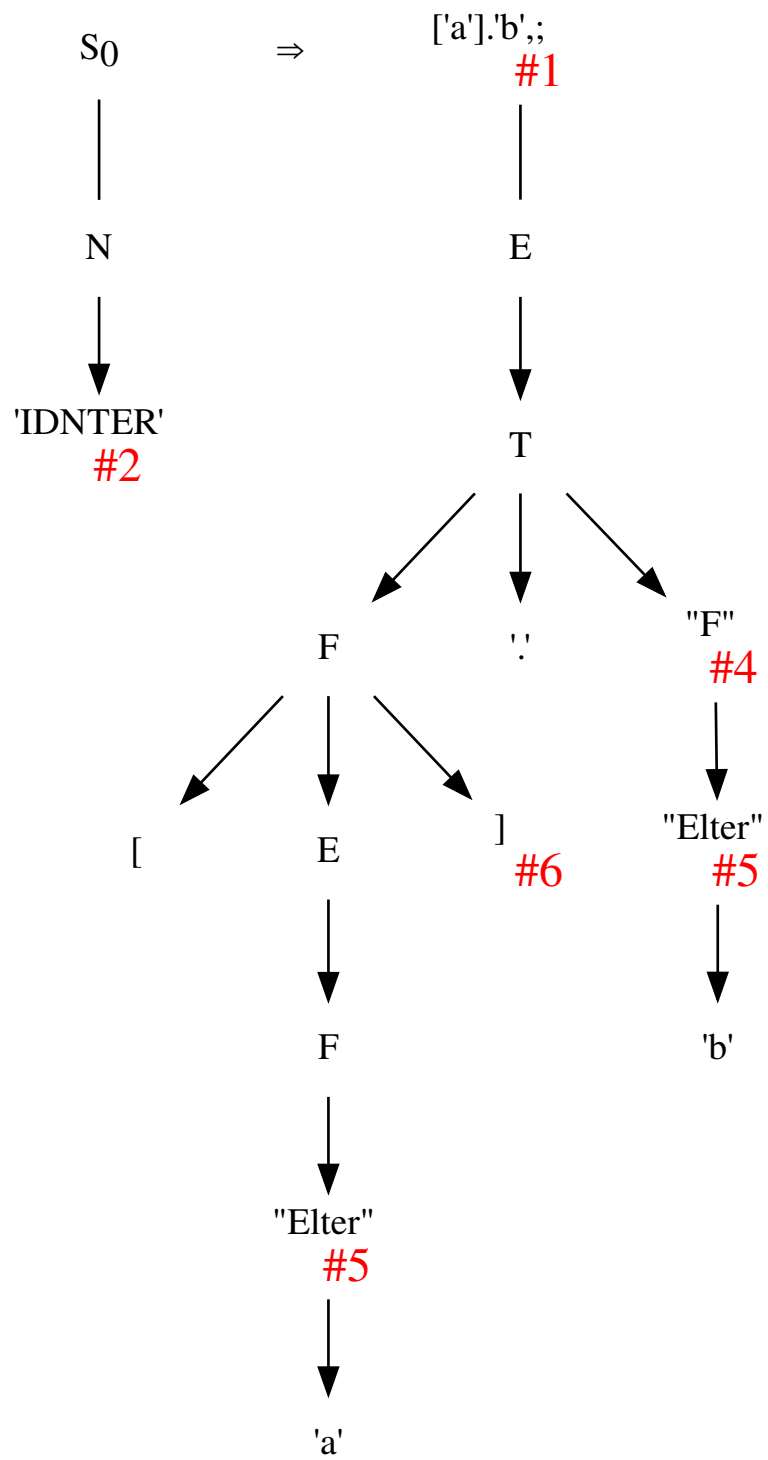 S0 ⇒ ['a'].'b',;
#1
N E
'IDNTER' T
#2
F '.' "F"
#4
[ E ] "Elter"
#6 #5
F 'b'
"Elter"
#5
'a'